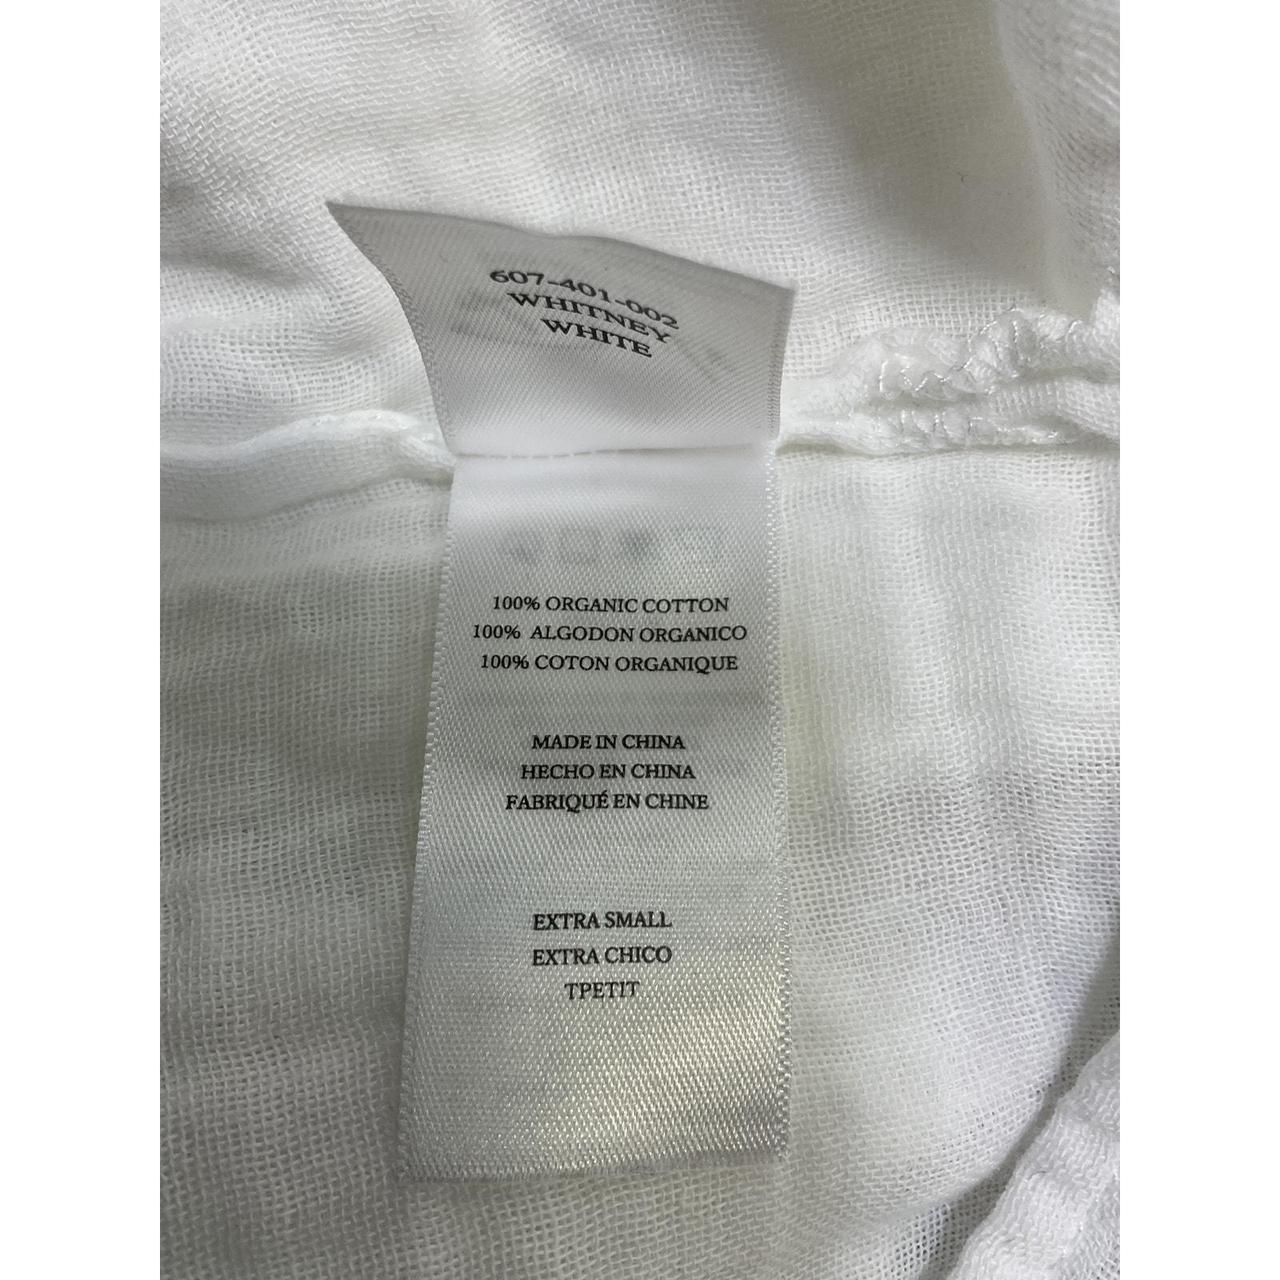 607-401-002
WHITNEY
WHITE
100% ORGANIC COTTON
100% ALGODON ORGANICO
100% COTON ORGANIQUE
MADE IN CHINA
HECHO EN CHINA
FABRIQUÉ EN CHINE
EXTRA SMALL
EXTRA CHICO
TPETIT